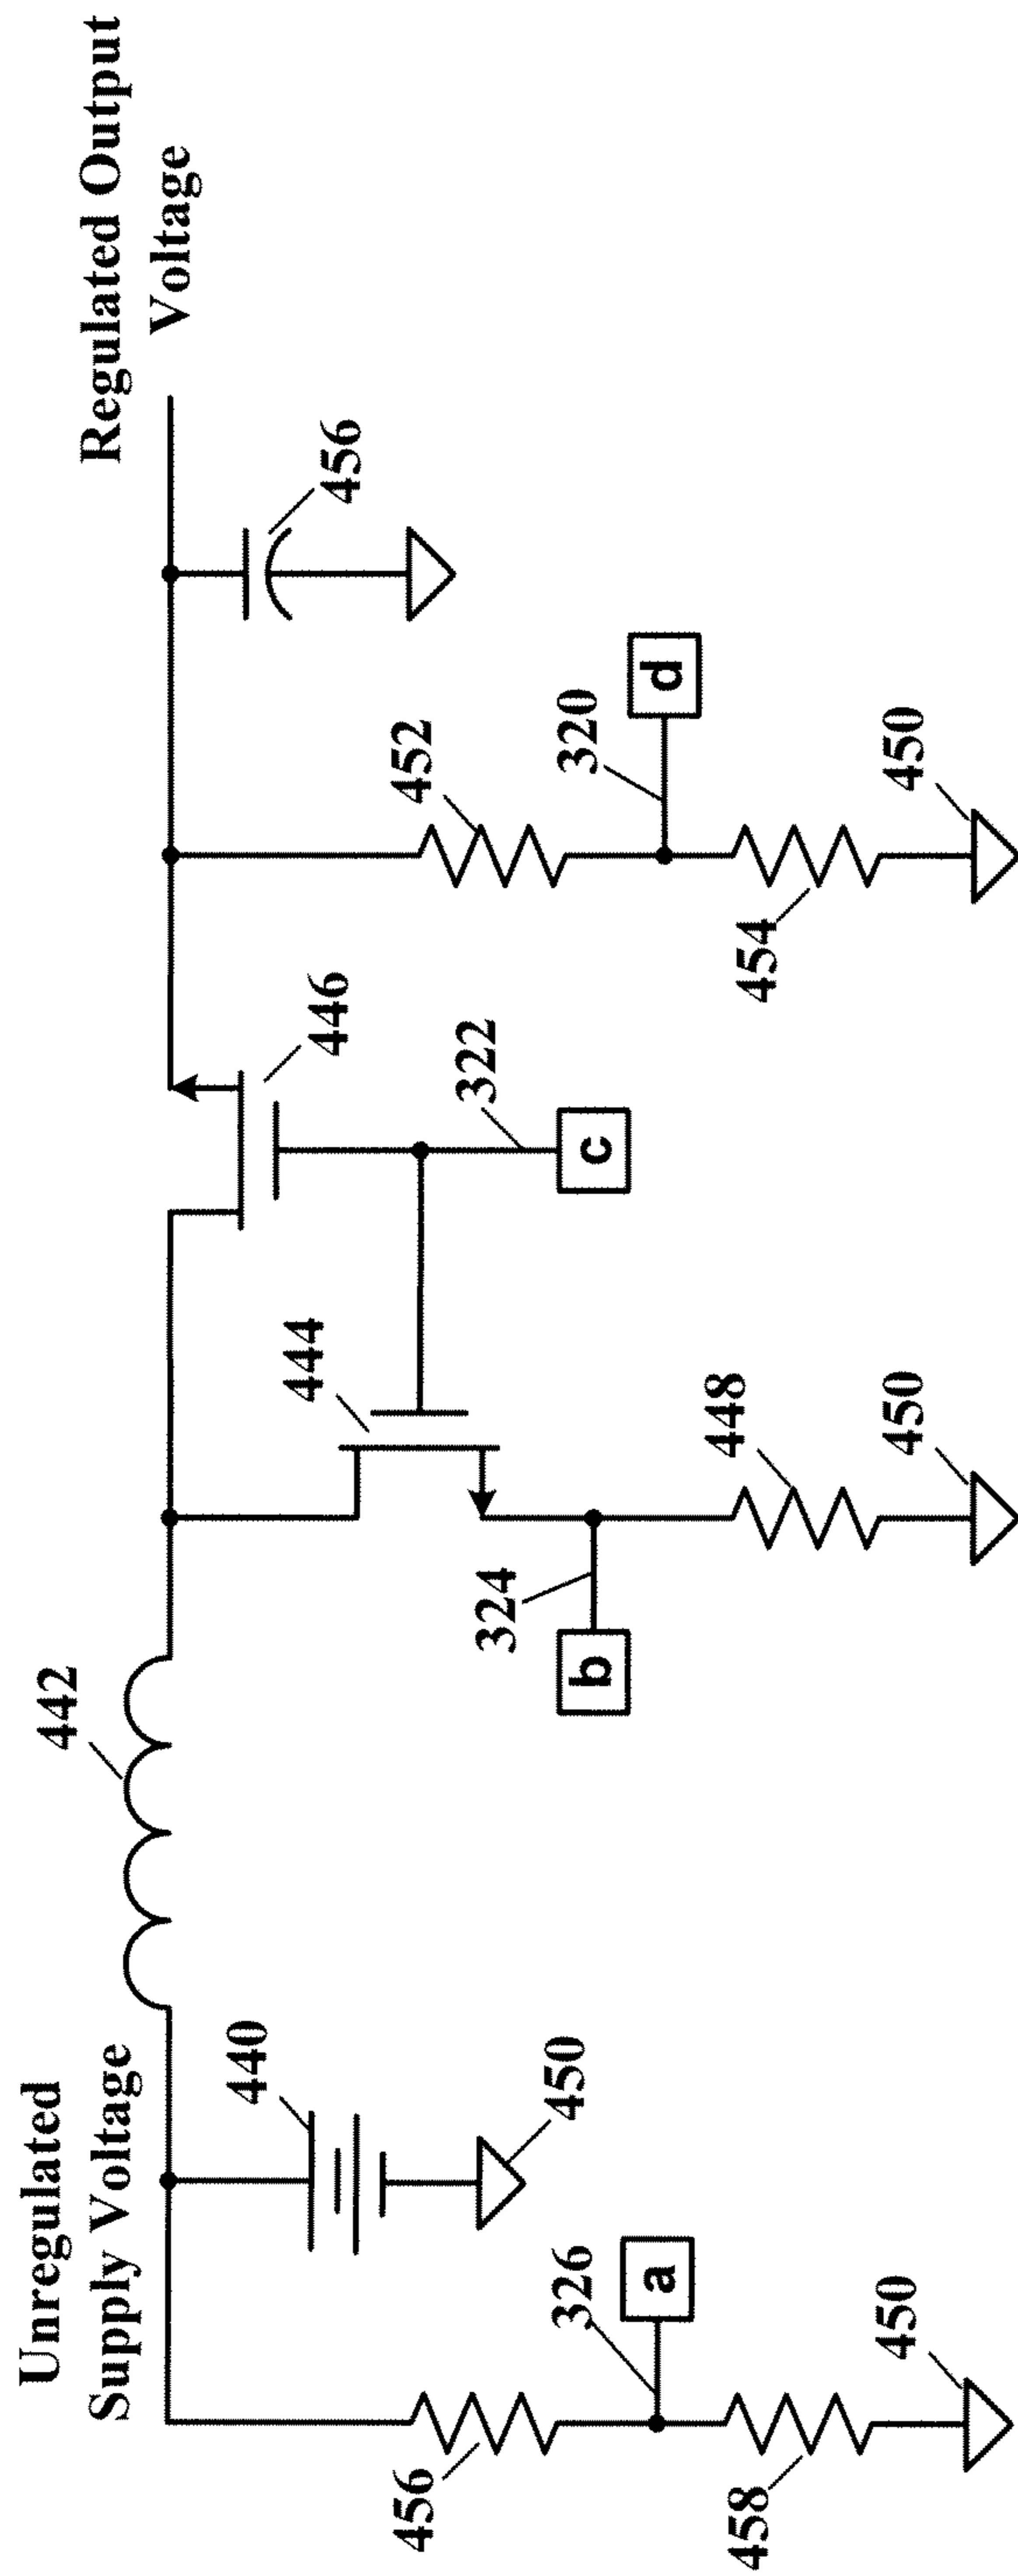 Unregulated
Supply Voltage
442
Regulated Output
Voltage
440
450
444
446
456
456
326
a
458
450
324
b
448
450
322
c
452
320
d
454
450